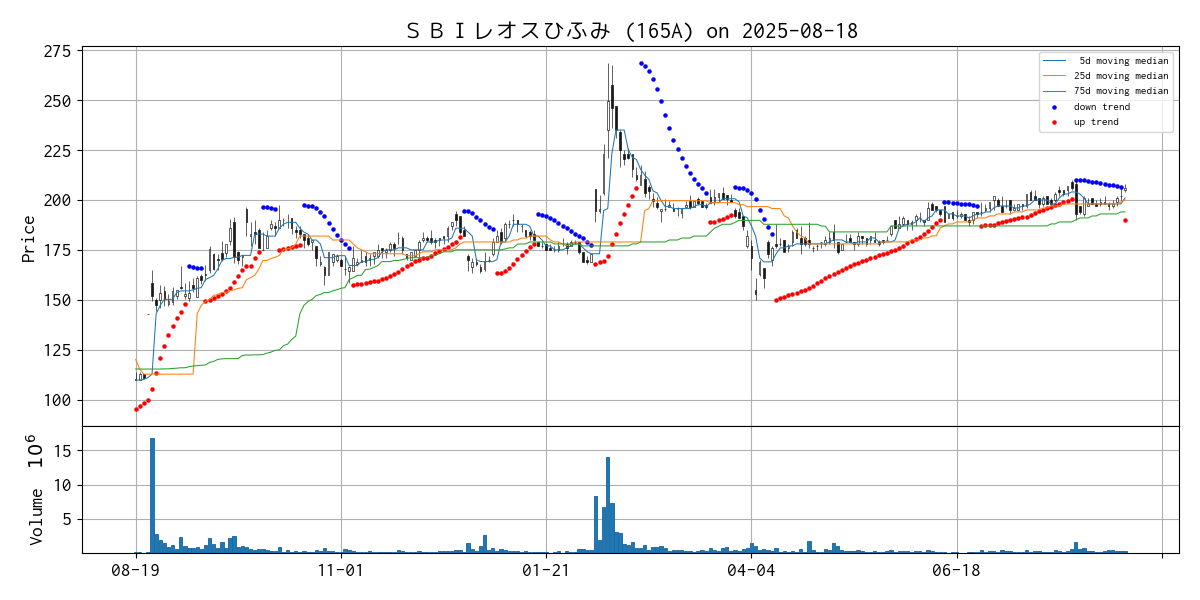 ＳＢＩレオスひふみ (165A) on 2025-08-18
275
250
225
200
175
150
125
100
Price
5d moving median
25d moving median
75d moving median
down trend
up trend
15
10
5
Volume 10^6
08-19
11-01
01-21
04-04
06-18